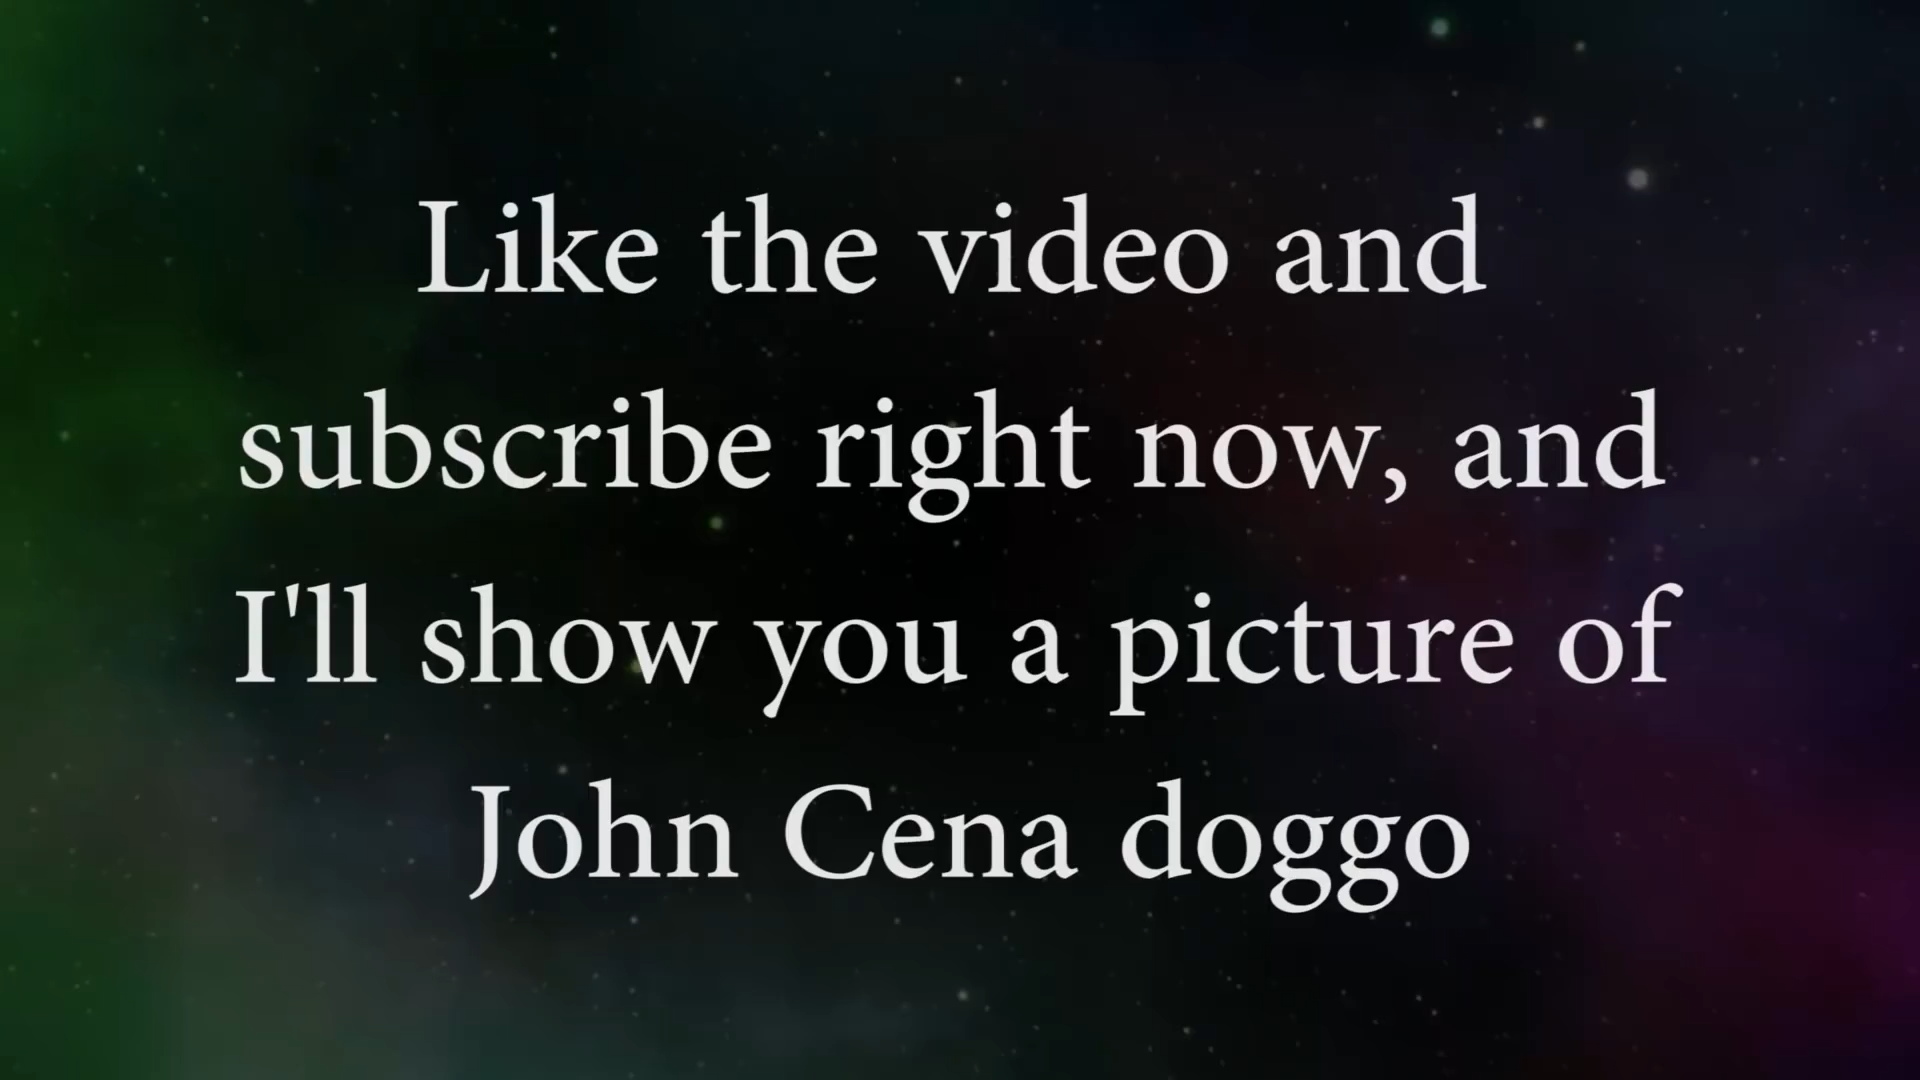 Like the video and
subscribe right now, and
I'll show you a picture of
John Cena doggo